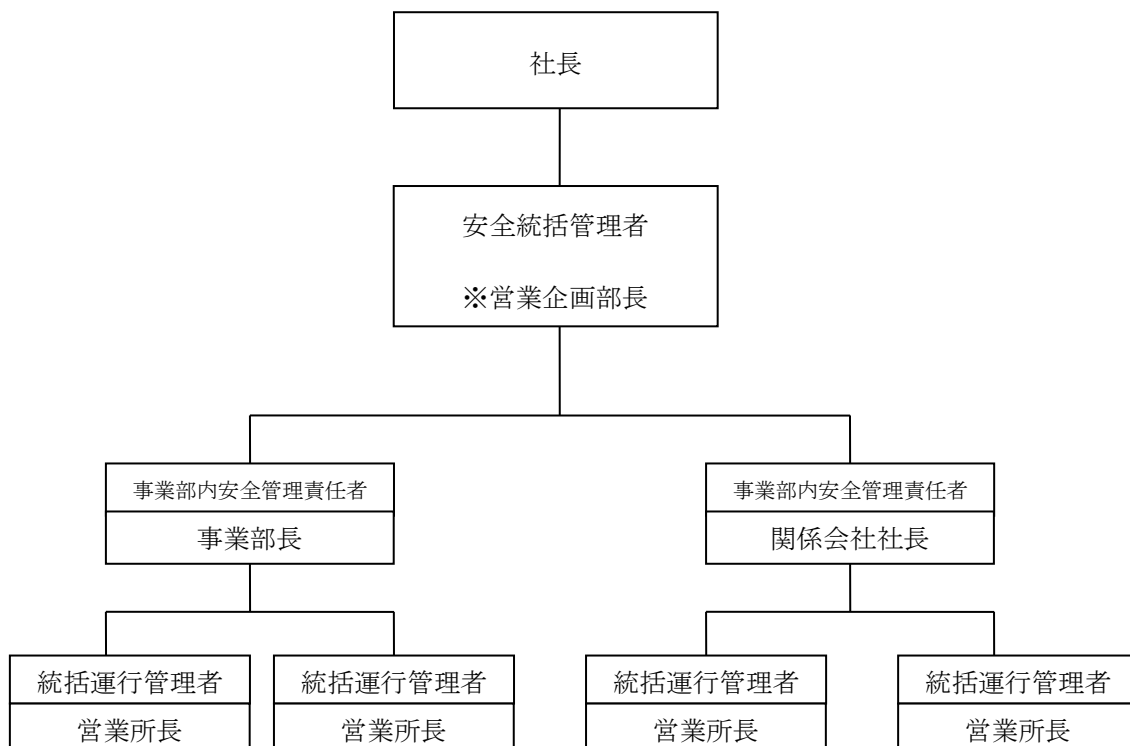 社長
安全統括管理者
※営業企画部長
事業部内安全管理責任者
事業部長
事業部内安全管理責任者
関係会社社長
統括運行管理者
営業所長
統括運行管理者
営業所長
統括運行管理者
営業所長
統括運行管理者
営業所長